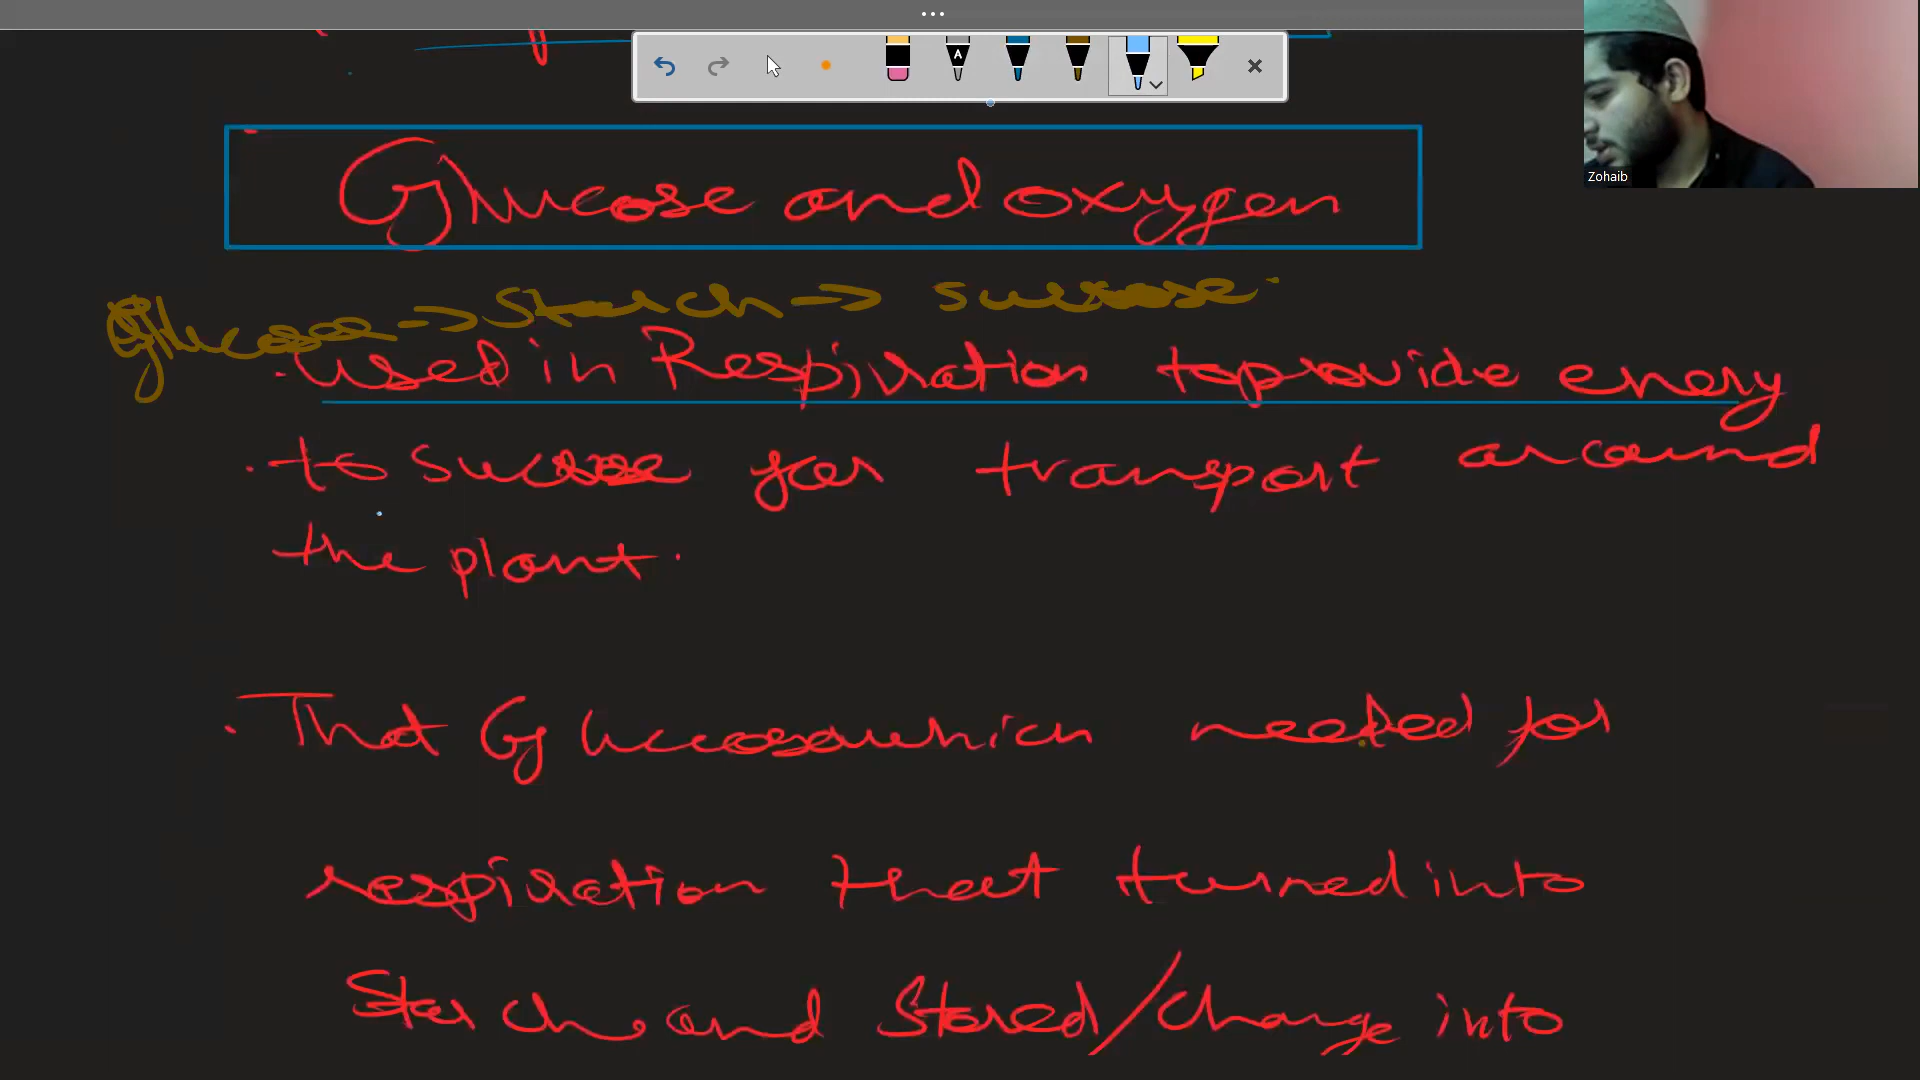 Zohaib
Glucose and oxygen
Glucose -> Starch -> sucrose.
. used in Respiration to provide enery
. to sucrose for transport around
the plant.
. That Glucose which needed for
respiration that turned into
Starch and Stored/change into